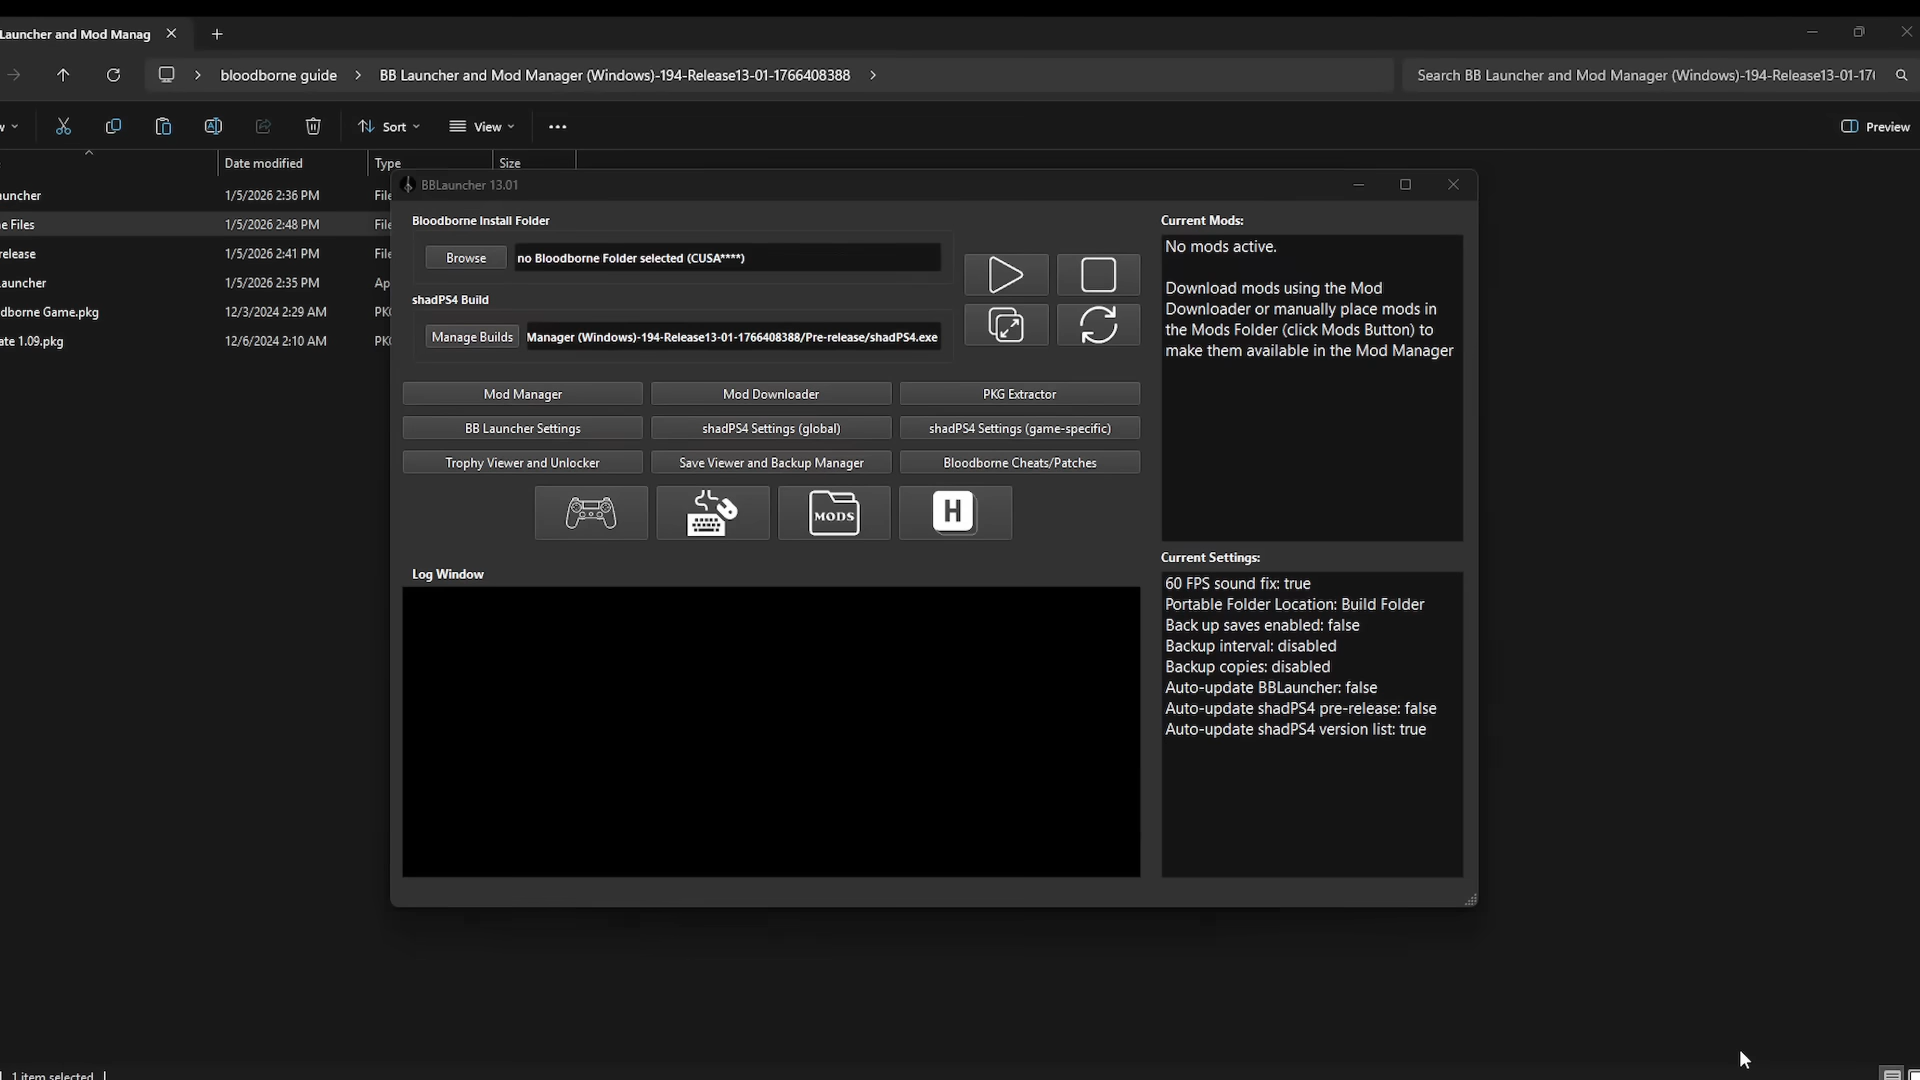 Launcher and Mod Manag
bloodborne guide > BB Launcher and Mod Manager (Windows)-194-Release13-01-1766408388 >
Search BB Launcher and Mod Manager (Windows)-194-Release13-01-17
Sort
View
Preview
Date modified
Type
Size
uncher 1/5/2026 2:36 PM File
e Files 1/5/2026 2:48 PM File
release 1/5/2026 2:41 PM File
auncher 1/5/2026 2:35 PM Ap
dborne Game.pkg 12/3/2024 2:29 AM PK
ate 1.09.pkg 12/6/2024 2:10 AM PK
1 item selected
BBLauncher 13.01
Bloodborne Install Folder
Browse
no Bloodborne Folder selected (CUSA****)
shadPS4 Build
Manage Builds
Manager (Windows)-194-Release13-01-1766408388/Pre-release/shadPS4.exe
Mod Manager
Mod Downloader
PKG Extractor
BB Launcher Settings
shadPS4 Settings (global)
shadPS4 Settings (game-specific)
Trophy Viewer and Unlocker
Save Viewer and Backup Manager
Bloodborne Cheats/Patches
MODS
H
Log Window
Current Mods:
No mods active.
Download mods using the Mod
Downloader or manually place mods in
the Mods Folder (click Mods Button) to
make them available in the Mod Manager
Current Settings:
60 FPS sound fix: true
Portable Folder Location: Build Folder
Back up saves enabled: false
Backup interval: disabled
Backup copies: disabled
Auto-update BBLauncher: false
Auto-update shadPS4 pre-release: false
Auto-update shadPS4 version list: true